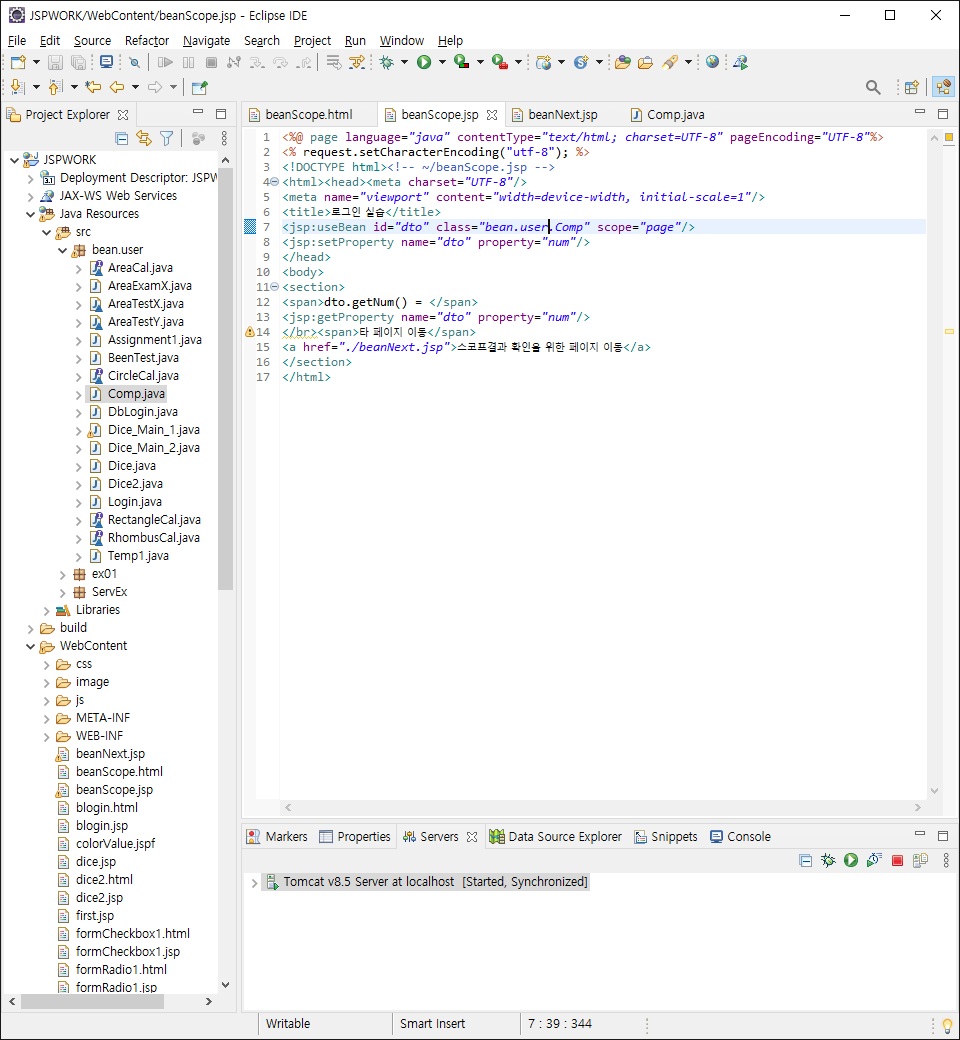 JSPWORK/WebContent/beanScope.jsp - Eclipse IDE
File Edit Source Refactor Navigate Search Project Run Window Help
Project Explorer
JSPWORK
Deployment Descriptor: JSPW
JAX-WS Web Services
Java Resources
src
bean.user
AreaCal.java
AreaExamX.java
AreaTestX.java
AreaTestY.java
Assignment1.java
BeenTest.java
CircleCal.java
Comp.java
DbLogin.java
Dice_Main_1.java
Dice_Main_2.java
Dice.java
Dice2.java
Login.java
RectangleCal.java
RhombusCal.java
Temp1.java
ex01
ServEx
Libraries
build
WebContent
css
image
js
META-INF
WEB-INF
beanNext.jsp
beanScope.html
beanScope.jsp
blogin.html
blogin.jsp
colorValue.jspf
dice.jsp
dice2.html
dice2.jsp
first.jsp
formCheckbox1.html
formCheckbox1.jsp
formRadio1.html
formRadio1.jsp
beanScope.html beanScope.jsp beanNext.jsp Comp.java
1 <%@ page language="java" contentType="text/html; charset=UTF-8" pageEncoding="UTF-8"%>
2 <% request.setCharacterEncoding("utf-8"); %>
3 <!DOCTYPE html><!-- ~/beanScope.jsp -->
4 <html><head><meta charset="UTF-8"/>
5 <meta name="viewport" content="width=device-width, initial-scale=1"/>
6 <title>로그인 실습</title>
7 <jsp:useBean id="dto" class="bean.user.Comp" scope="page"/>
8 <jsp:setProperty name="dto" property="num"/>
9 </head>
10 <body>
11 <section>
12 <span>dto.getNum() = </span>
13 <jsp:getProperty name="dto" property="num"/>
14 </br><span>타 페이지 이동</span>
15 <a href="./beanNext.jsp">스코프결과 확인을 위한 페이지 이동</a>
16 </section>
17 </html>
Markers Properties Servers Data Source Explorer Snippets Console
Tomcat v8.5 Server at localhost [Started, Synchronized]
Writable Smart Insert 7 : 39 : 344